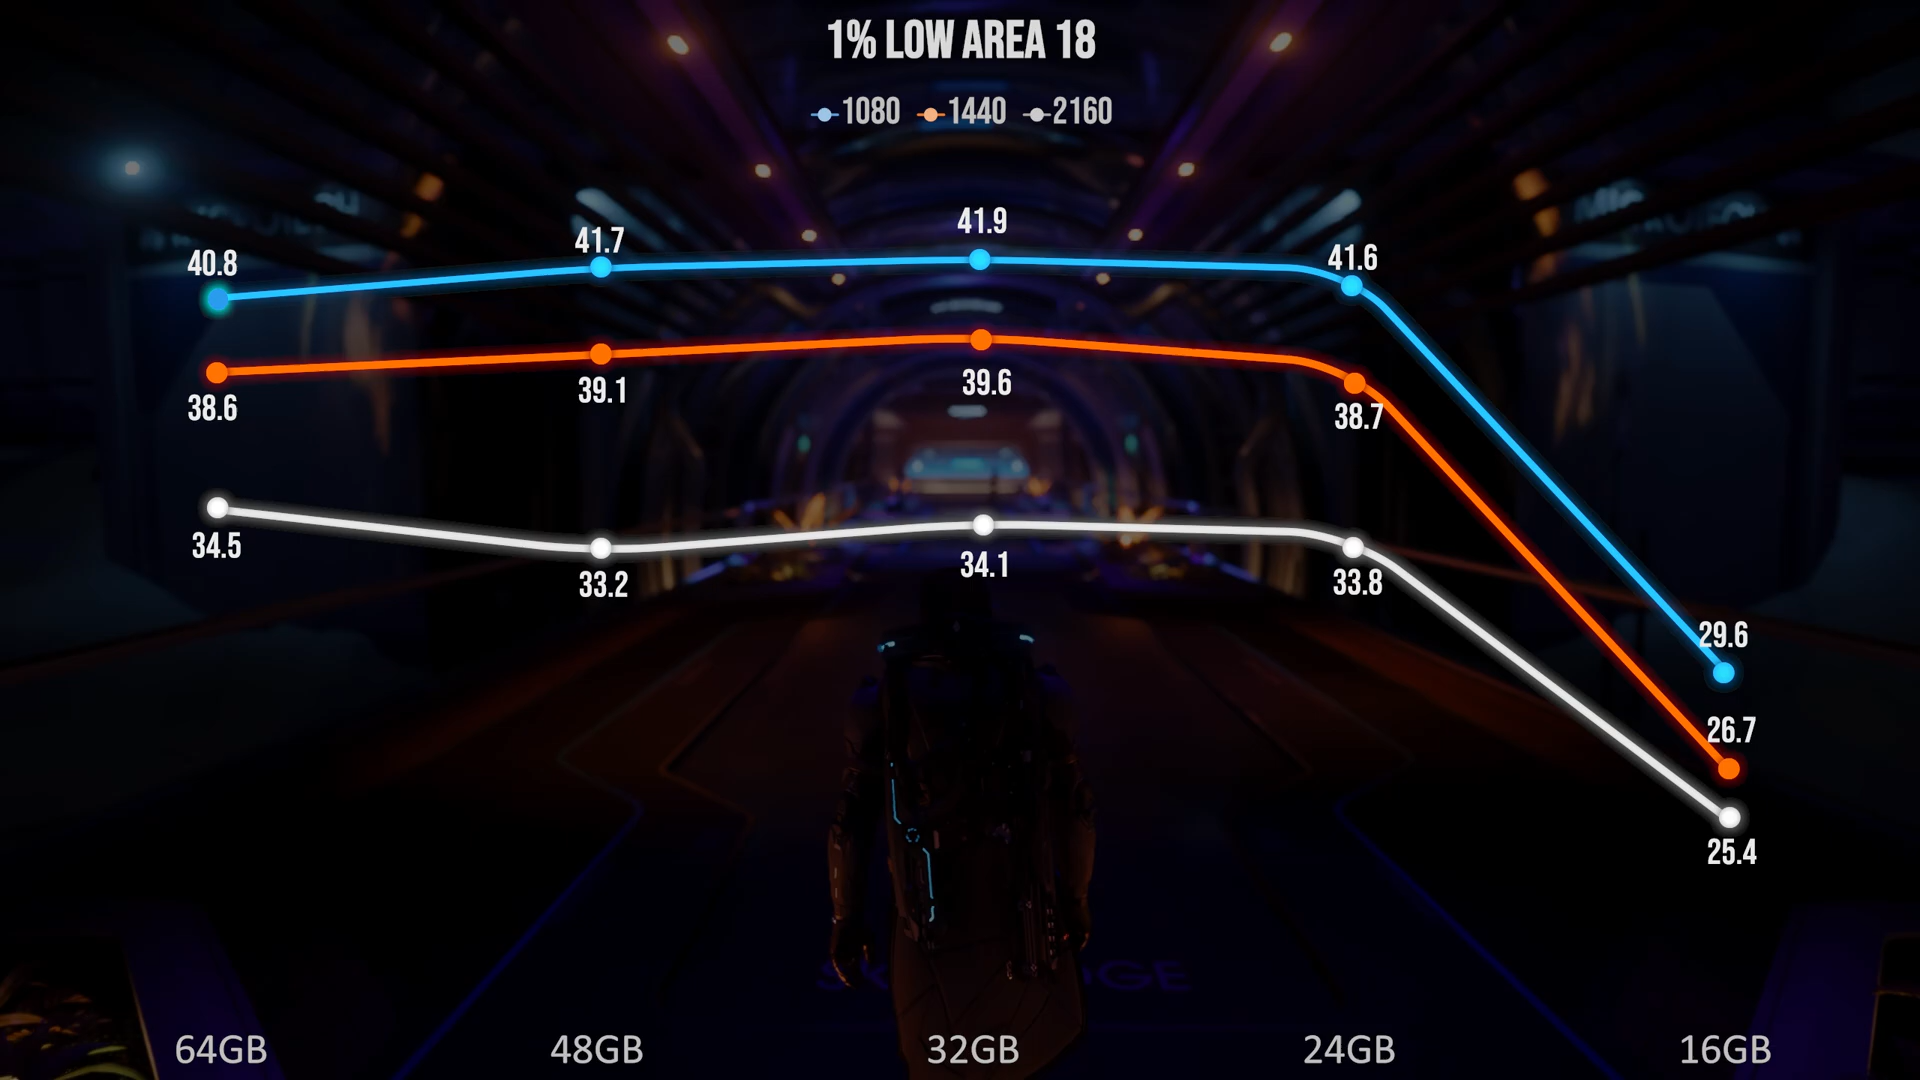 1% LOW AREA 18
1080 1440 2160
40.8 41.7 41.9 41.6 29.6
38.6 39.1 39.6 38.7 26.7
34.5 33.2 34.1 33.8 25.4
64GB 48GB 32GB 24GB 16GB